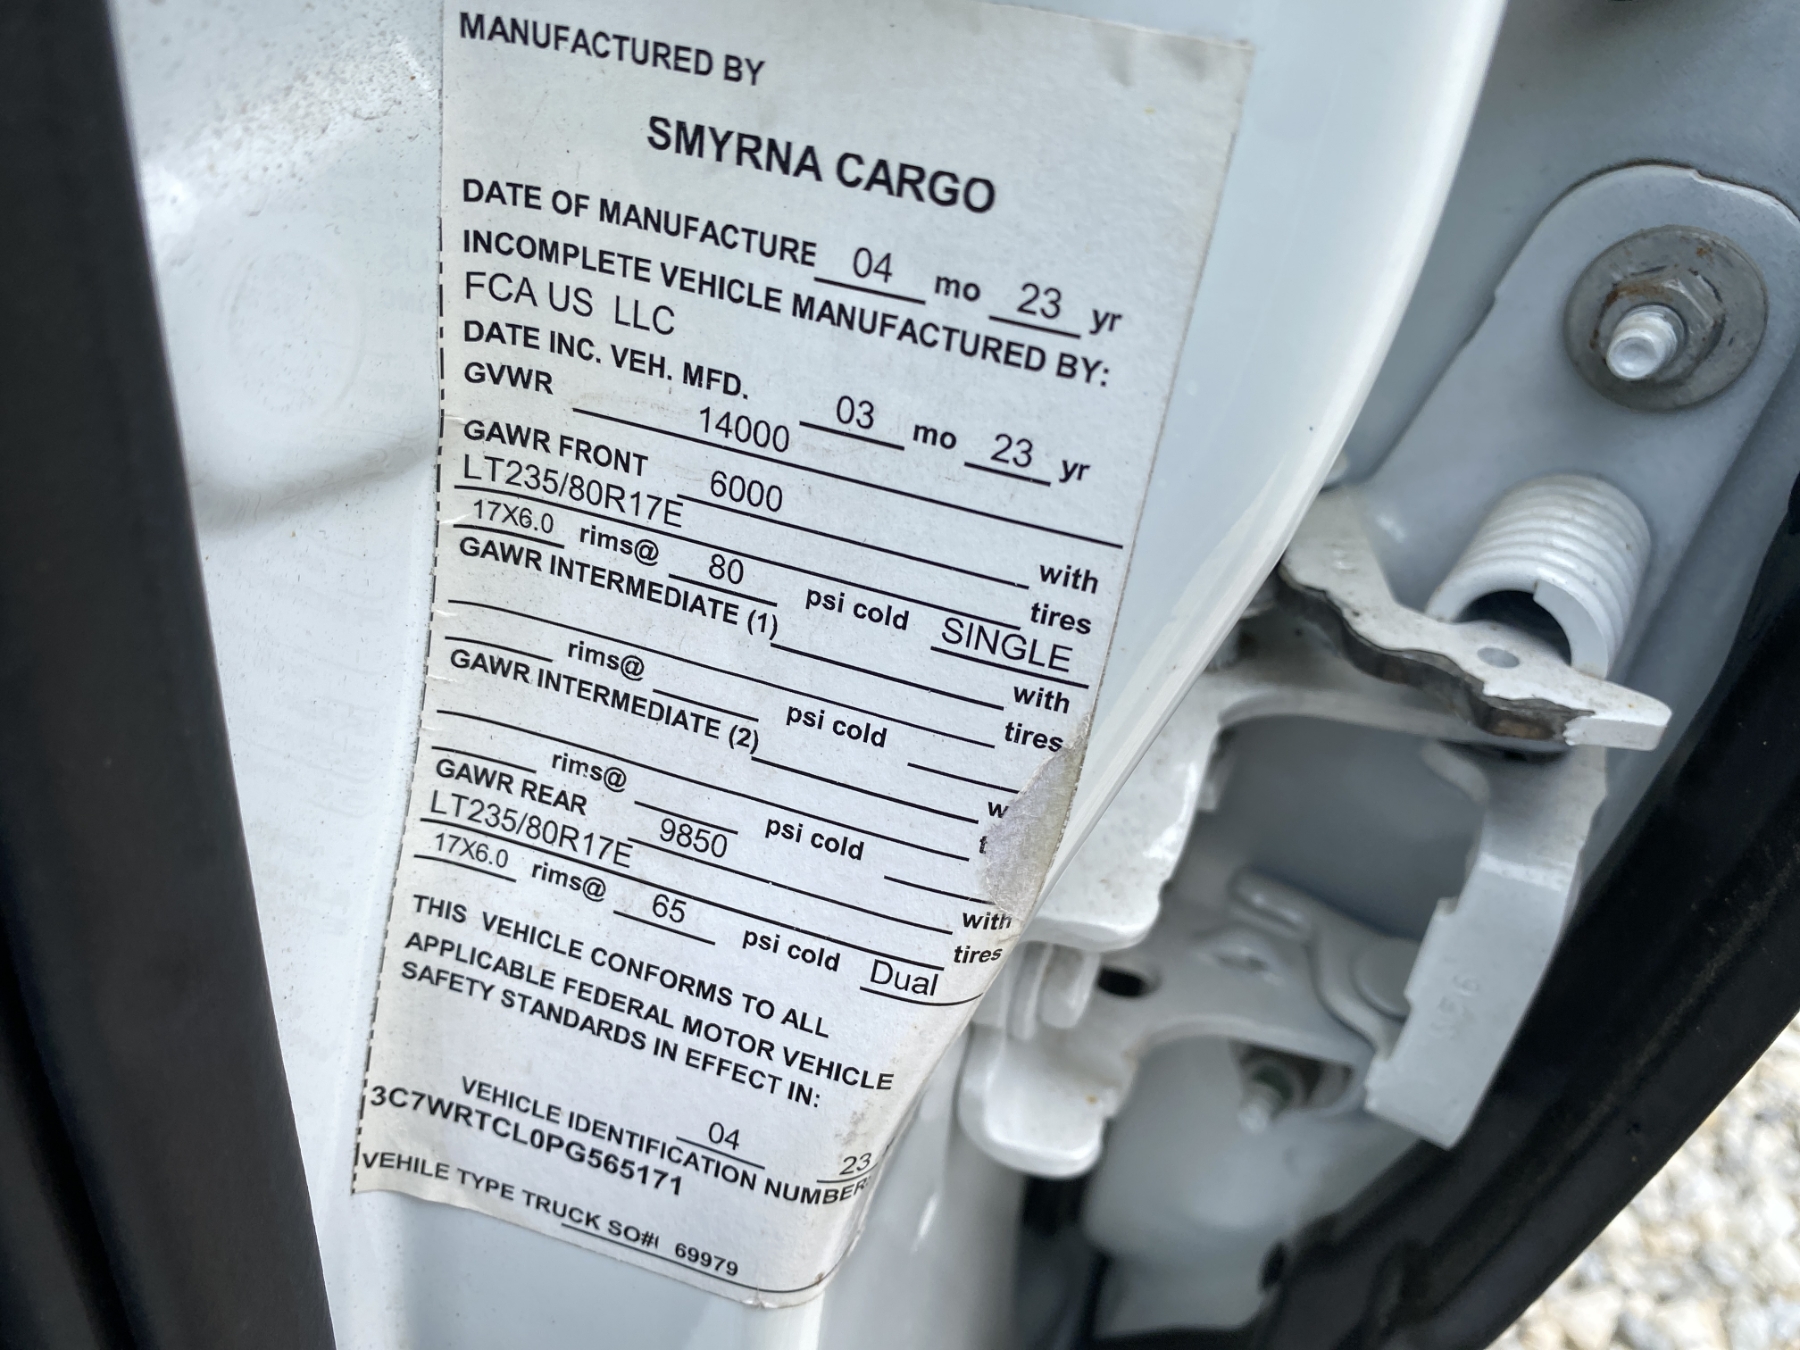 MANUFACTURED BY
SMYRNA CARGO
DATE OF MANUFACTURE 04 mo 23 yr
INCOMPLETE VEHICLE MANUFACTURED BY:
FCA US LLC
DATE INC. VEH. MFD. 03 mo 23 yr
GVWR 14000
GAWR FRONT 6000 with
LT235/80R17E tires
17X6.0 rims@ 80 psi cold SINGLE
GAWR INTERMEDIATE (1) with
tires
rims@ psi cold
GAWR INTERMEDIATE (2) w
t
rims@ psi cold
GAWR REAR 9850 with
LT235/80R17E tires
17X6.0 rims@ 65 psi cold Dual
THIS VEHICLE CONFORMS TO ALL
APPLICABLE FEDERAL MOTOR VEHICLE
SAFETY STANDARDS IN EFFECT IN:
04 23
VEHICLE IDENTIFICATION NUMBER
3C7WRTCL0PG565171
VEHILE TYPE TRUCK SO# 69979